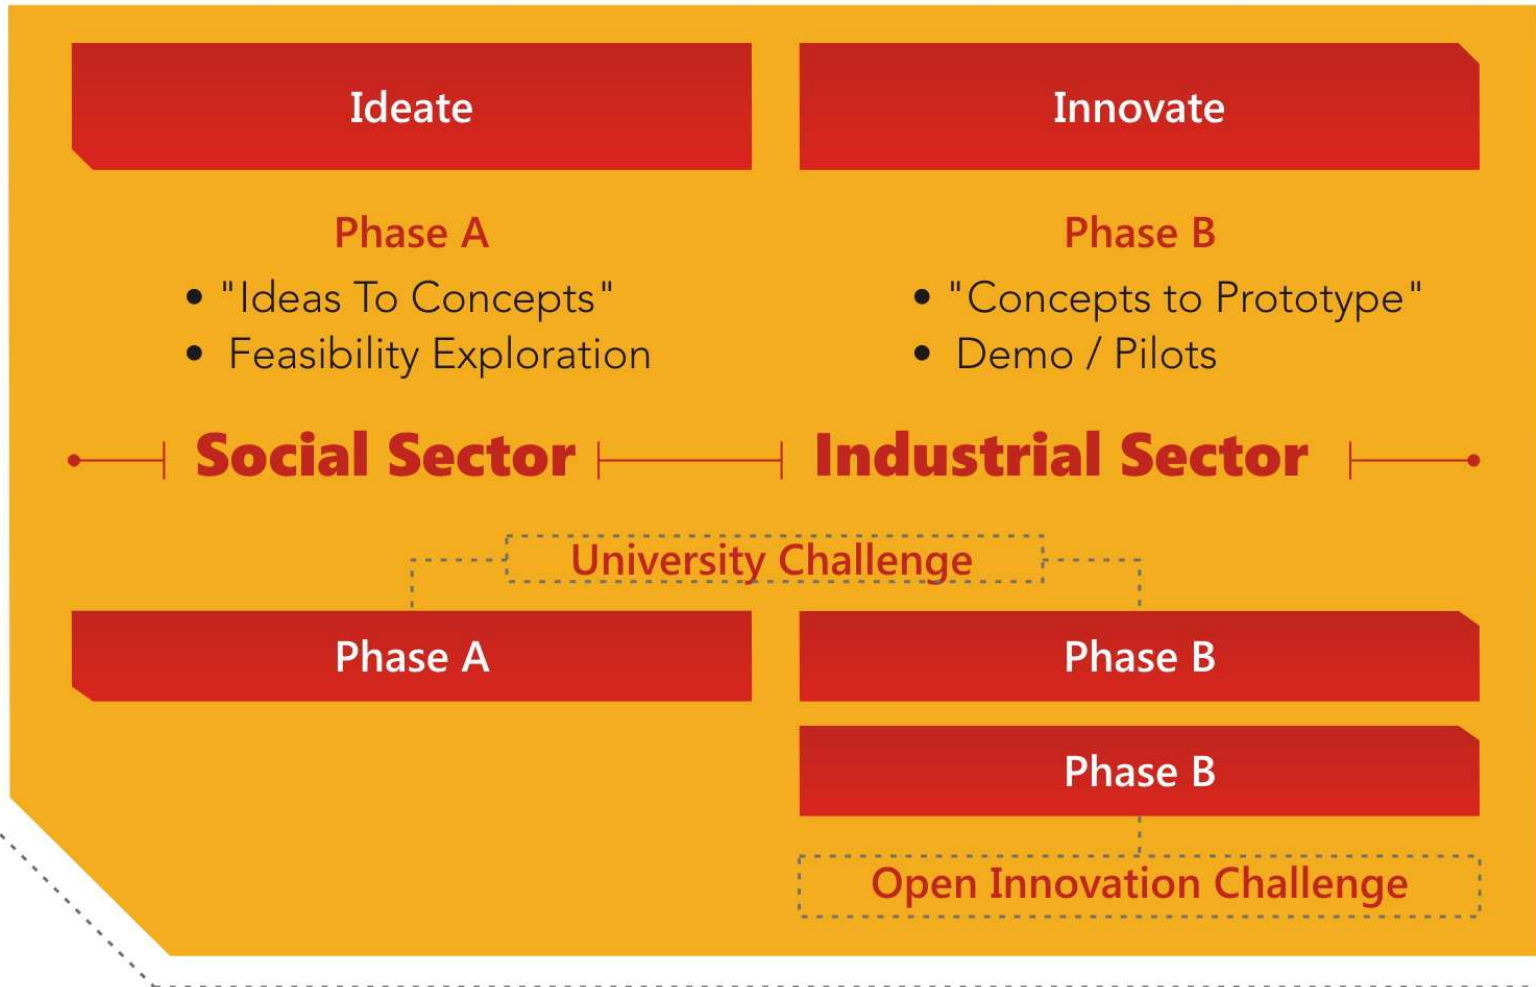 Ideate
Innovate
Phase A
• "Ideas To Concepts"
• Feasibility Exploration
Phase B
• "Concepts to Prototype"
• Demo / Pilots
Social Sector
Industrial Sector
University Challenge
Phase A
Phase B
Phase B
Open Innovation Challenge